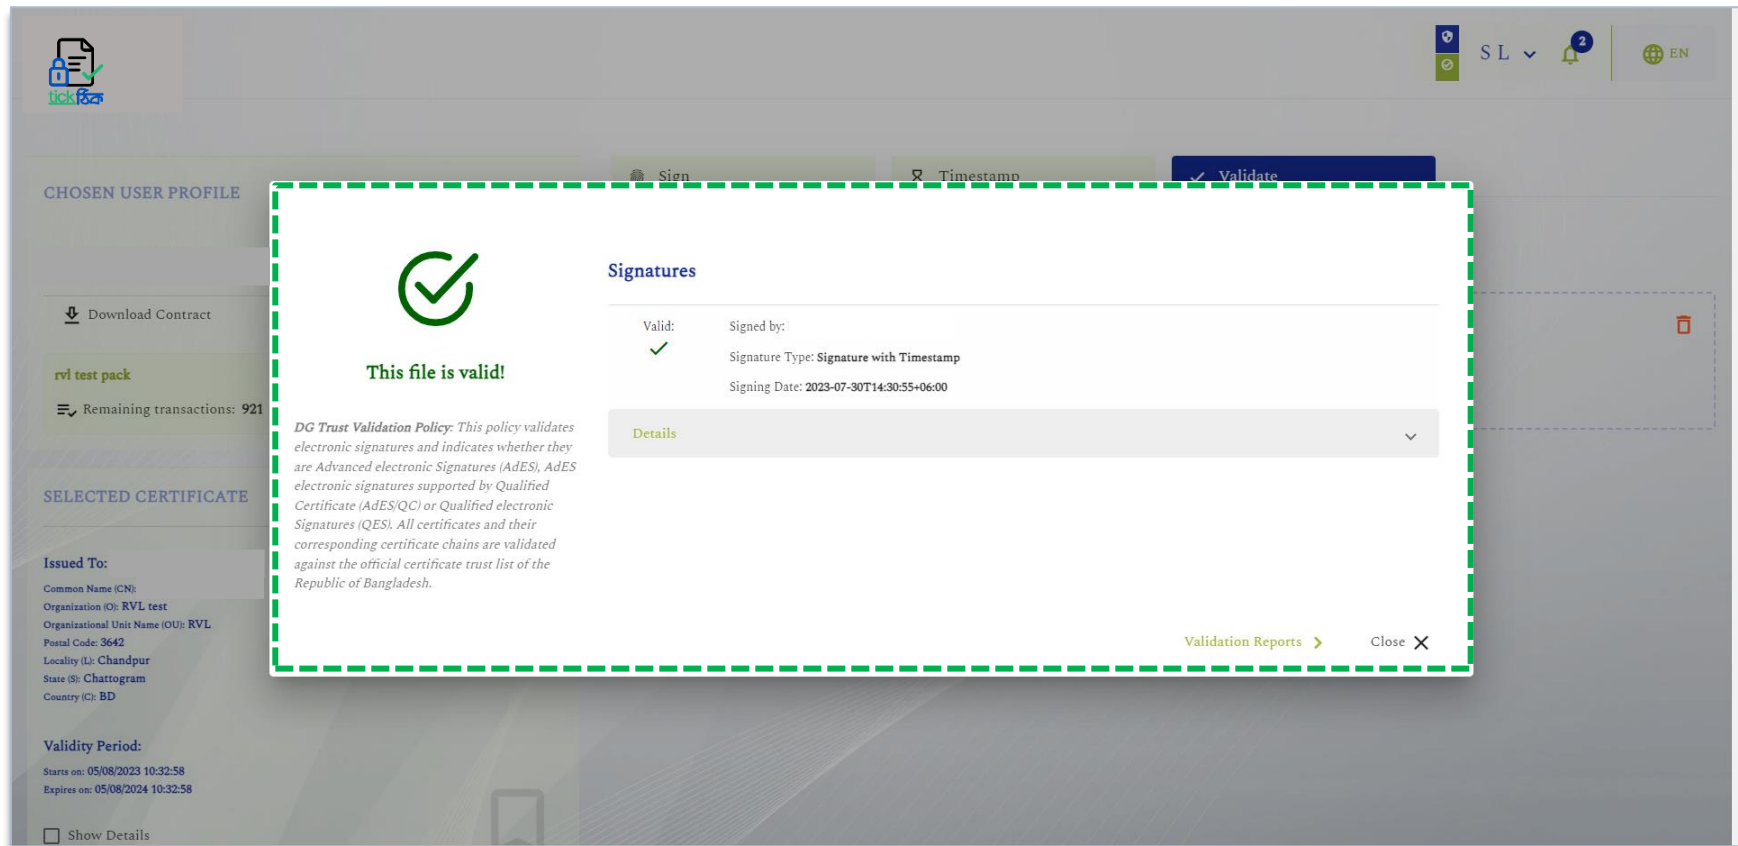 tickঠিক
S L
2
EN
CHOSEN USER PROFILE
Sign
Timestamp
Validate
Download Contract
rvl test pack
Remaining transactions: 921
SELECTED CERTIFICATE
Issued To:
Common Name (CN):
Organization (O): RVL test
Organizational Unit Name (OU): RVL
Postal Code: 3642
Locality (L): Chandpur
State (S): Chattogram
Country (C): BD
Validity Period:
Starts on: 05/08/2023 10:32:58
Expires on: 05/08/2024 10:32:58
Show Details
This file is valid!
DG Trust Validation Policy: This policy validates
electronic signatures and indicates whether they
are Advanced electronic Signatures (AdES), AdES
electronic signatures supported by Qualified
Certificate (AdES/QC) or Qualified electronic
Signatures (QES). All certificates and their
corresponding certificate chains are validated
against the official certificate trust list of the
Republic of Bangladesh.
Signatures
Valid:
Signed by:
Signature Type: Signature with Timestamp
Signing Date: 2023-07-30T14:30:55+06:00
Details
Validation Reports
Close